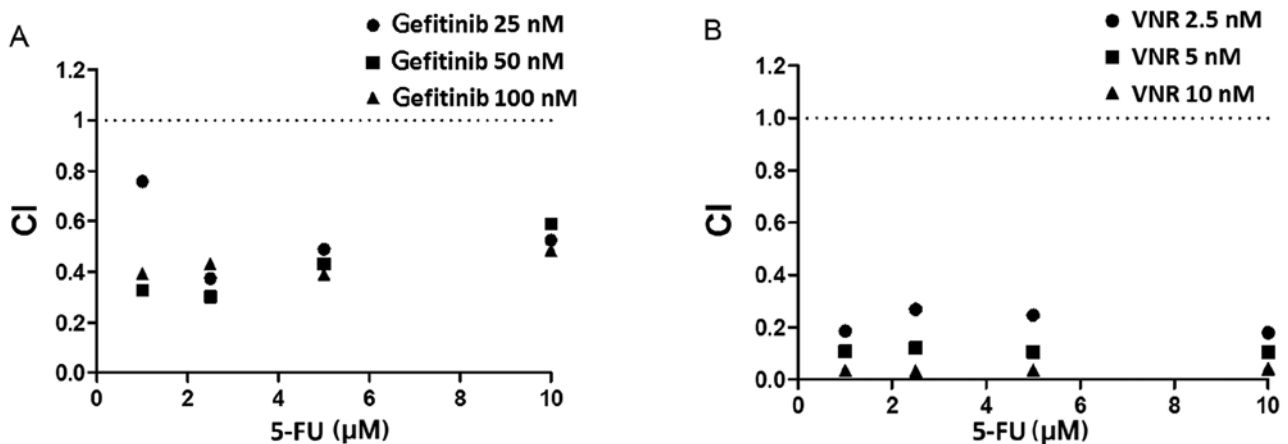 A
Gefitinib 25 nM
Gefitinib 50 nM
Gefitinib 100 nM
1.2
1
0.8
0.6
0.4
0.2
0.0
CI
0 2 4 6 8 10
5-FU (µM)
B
VNR 2.5 nM
VNR 5 nM
VNR 10 nM
1.2
1.0
0.8
0.6
0.4
0.2
0.0
CI
0 2 4 6 8 10
5-FU (µM)